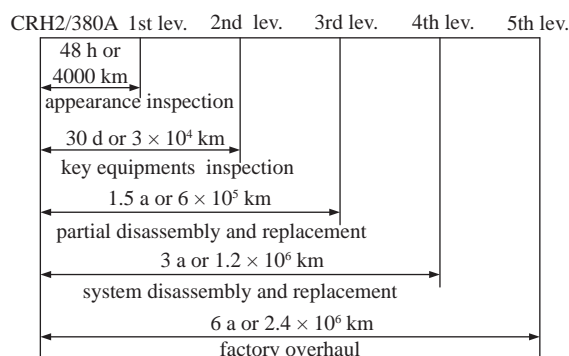 CRH2/380A 1st lev. 2nd lev. 3rd lev. 4th lev. 5th lev.
48 h or
4000 km
appearance inspection
30 d or 3 × 10⁴ km
key equipments inspection
1.5 a or 6 × 10⁵ km
partial disassembly and replacement
3 a or 1.2 × 10⁶ km
system disassembly and replacement
6 a or 2.4 × 10⁶ km
factory overhaul